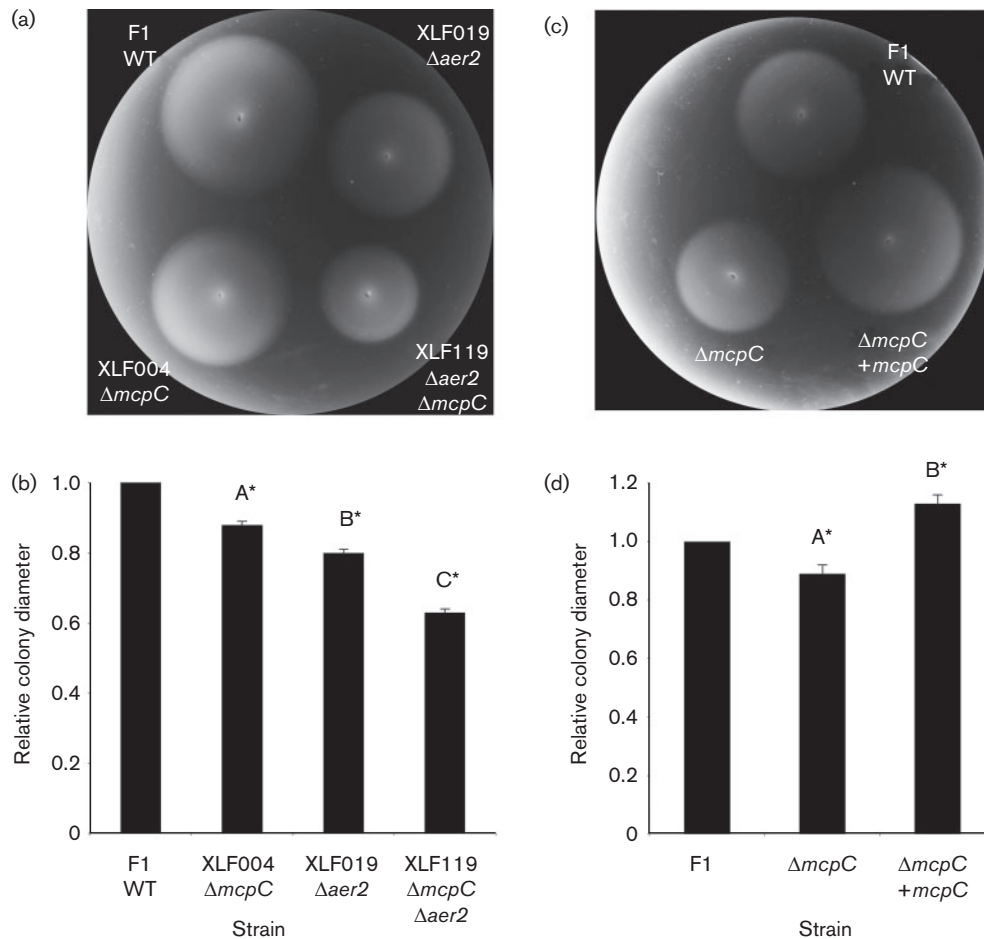 (a)
F1
WT
XLF019
Δaer2
XLF004
ΔmcpC
XLF119
Δaer2
ΔmcpC
(c)
F1
WT
ΔmcpC
ΔmcpC
+mcpC
(b)
Relative colony diameter
1.0
0.8
0.6
0.4
0.2
0
A*
B*
C*
F1
WT
XLF004
ΔmcpC
XLF019
Δaer2
XLF119
ΔmcpC
Δaer2
Strain
(d)
Relative colony diameter
1.2
1.0
0.8
0.6
0.4
0.2
0
A*
B*
F1
ΔmcpC
ΔmcpC
+mcpC
Strain